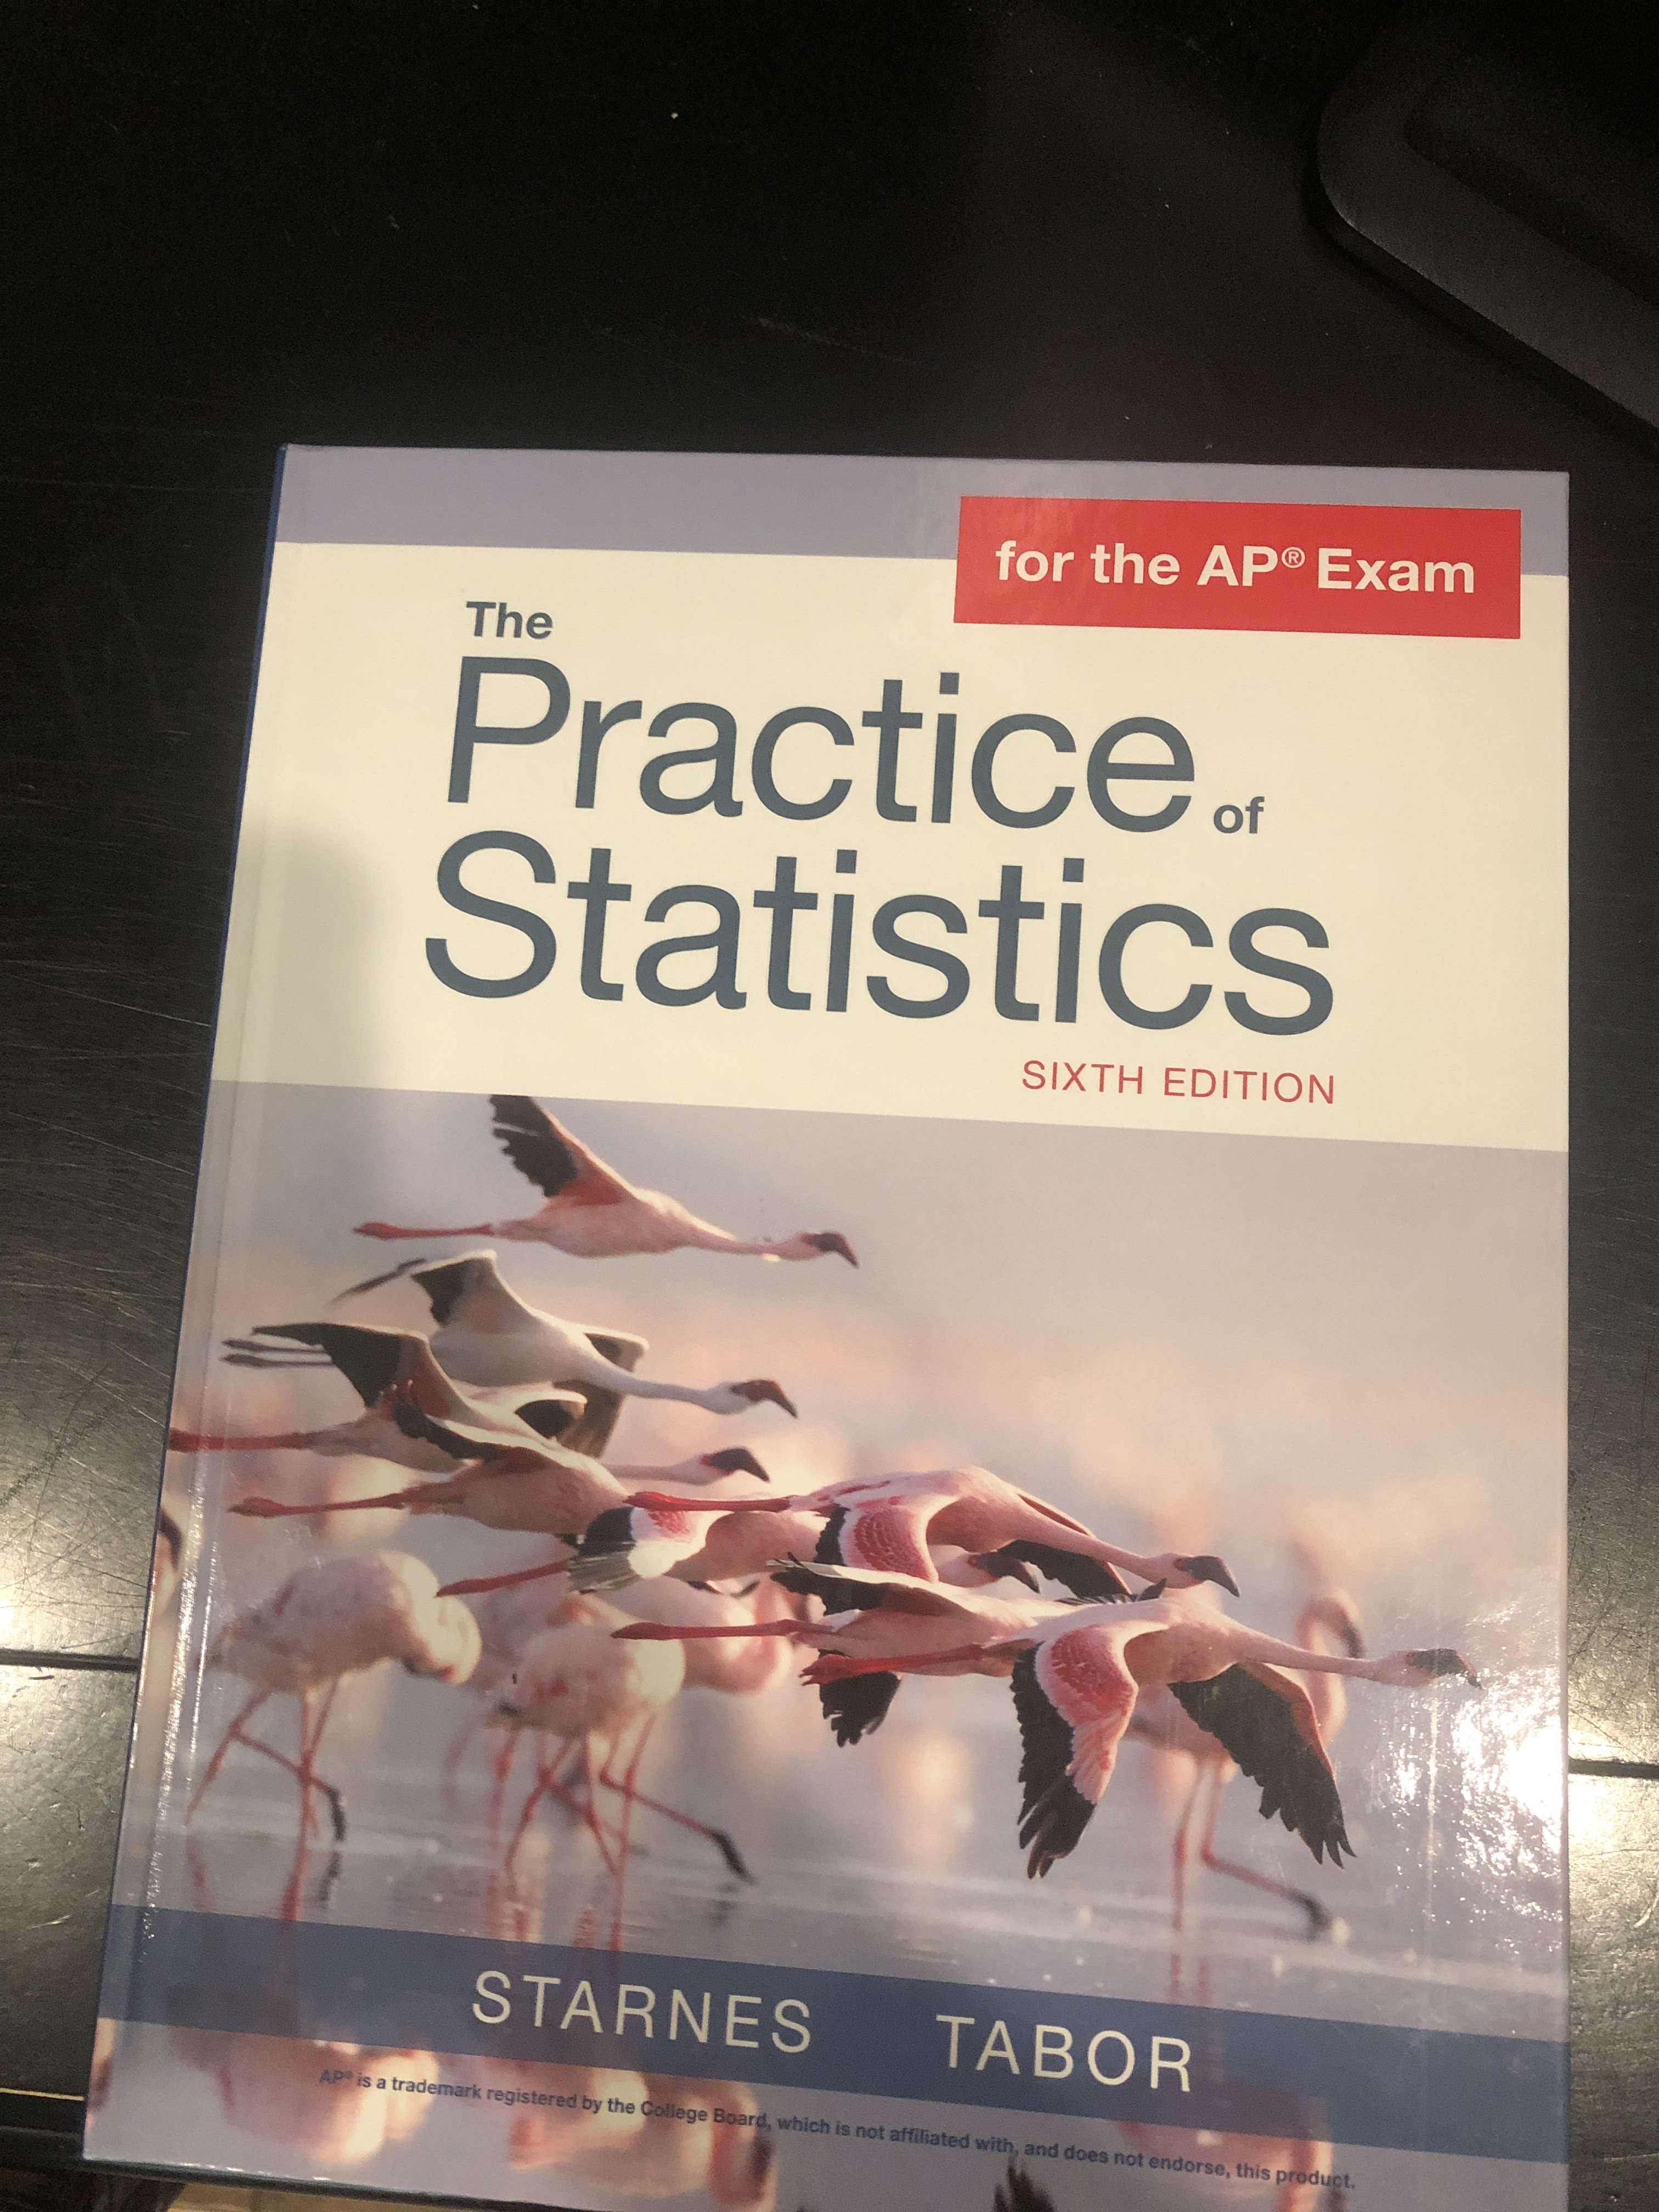 for the AP® Exam
The
Practice of
Statistics
SIXTH EDITION
STARNES TABOR
AP® is a trademark registered by the College Board, which is not affiliated with, and does not endorse, this product.